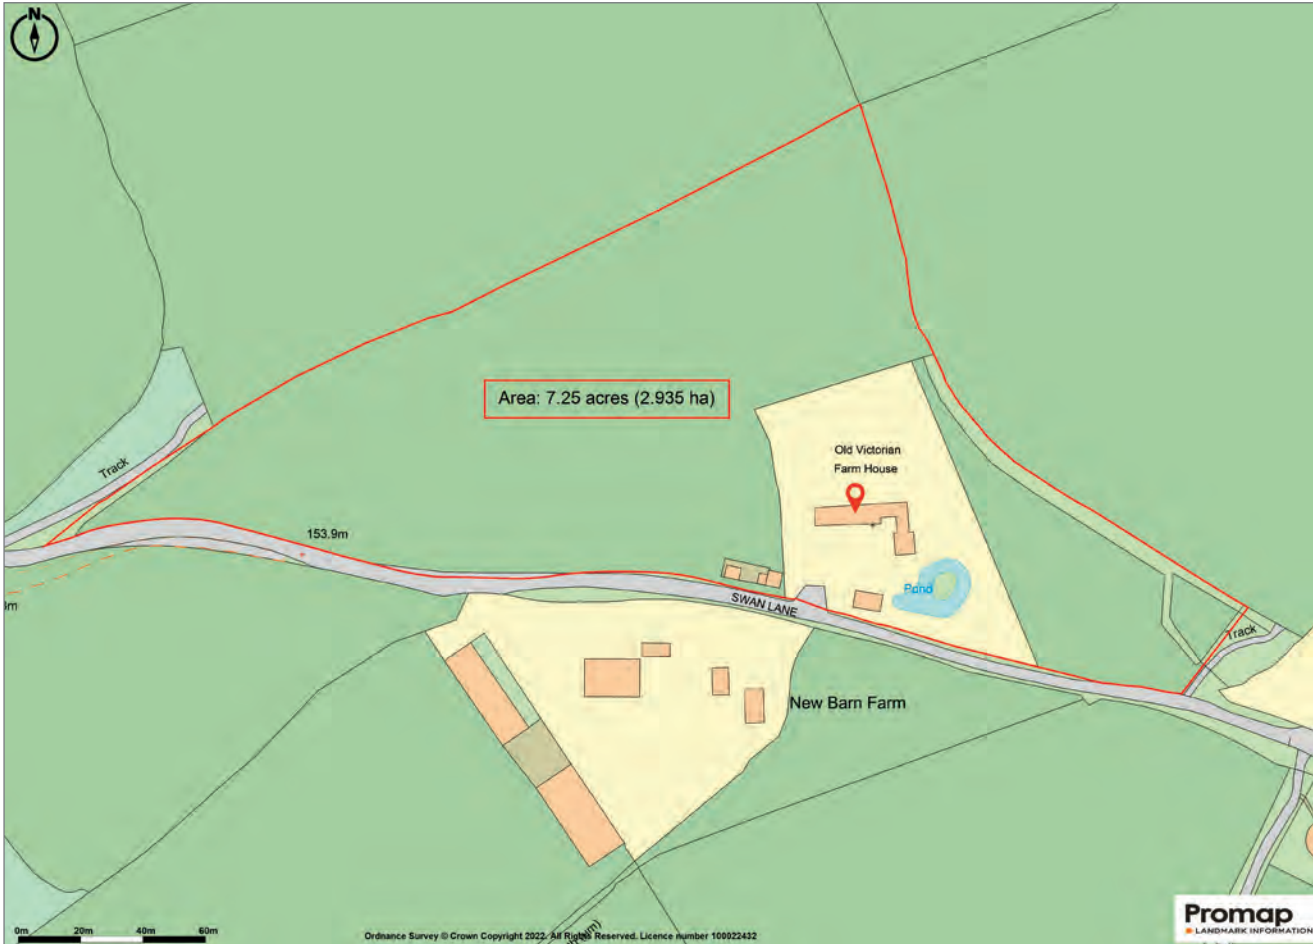 N
Area: 7.25 acres (2.935 ha)
Old Victorian
Farm House
Track
153.9m
Pond
SWAN LANE
Track
New Barn Farm
Promap
LANDMARK INFORMATION
0m 20m 40m 60m
Ordnance Survey © Crown Copyright 2022. All Rights Reserved. Licence number 100022432